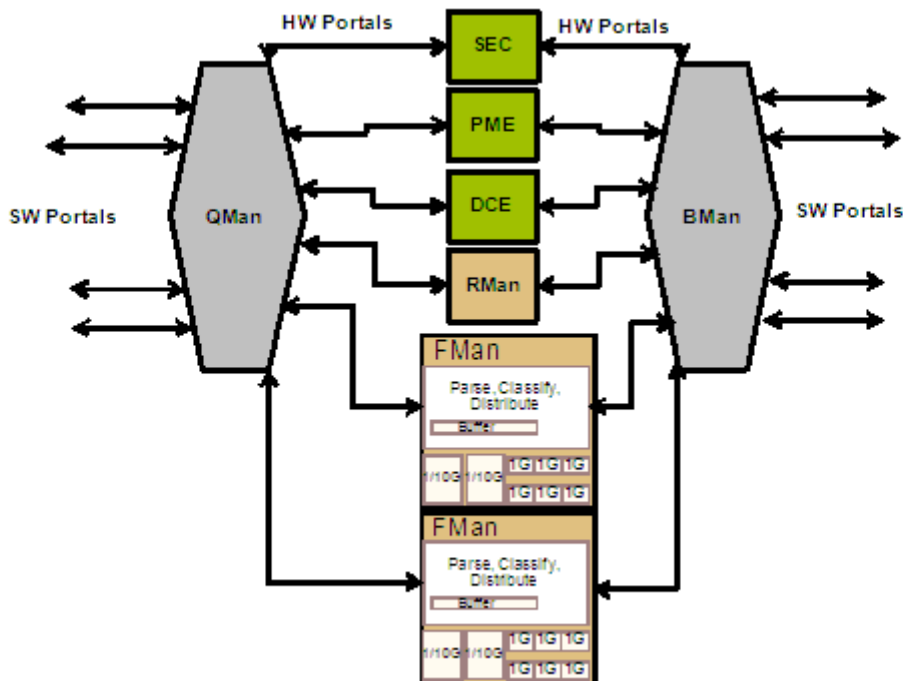 HW Portals
HW Portals
SEC
PME
DCE
RMan
SW Portals
QMan
BMan
SW Portals
FMan
Parse, Classify,
Distribute
Buffer
1/10G 1/10G 1G 1G 1G
1G 1G 1G
FMan
Parse, Classify,
Distribute
Buffer
1/10G 1/10G 1G 1G 1G
1G 1G 1G